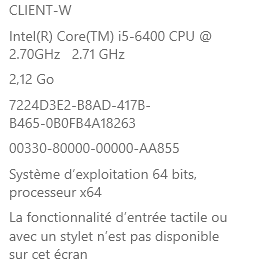 CLIENT-W
Intel(R) Core(TM) i5-6400 CPU @
2.70GHz   2.71 GHz
2,12 Go
7224D3E2-B8AD-417B-
B465-0B0FB4A18263
00330-80000-00000-AA855
Système d’exploitation 64 bits,
processeur x64
La fonctionnalité d’entrée tactile ou
avec un stylet n’est pas disponible
sur cet écran